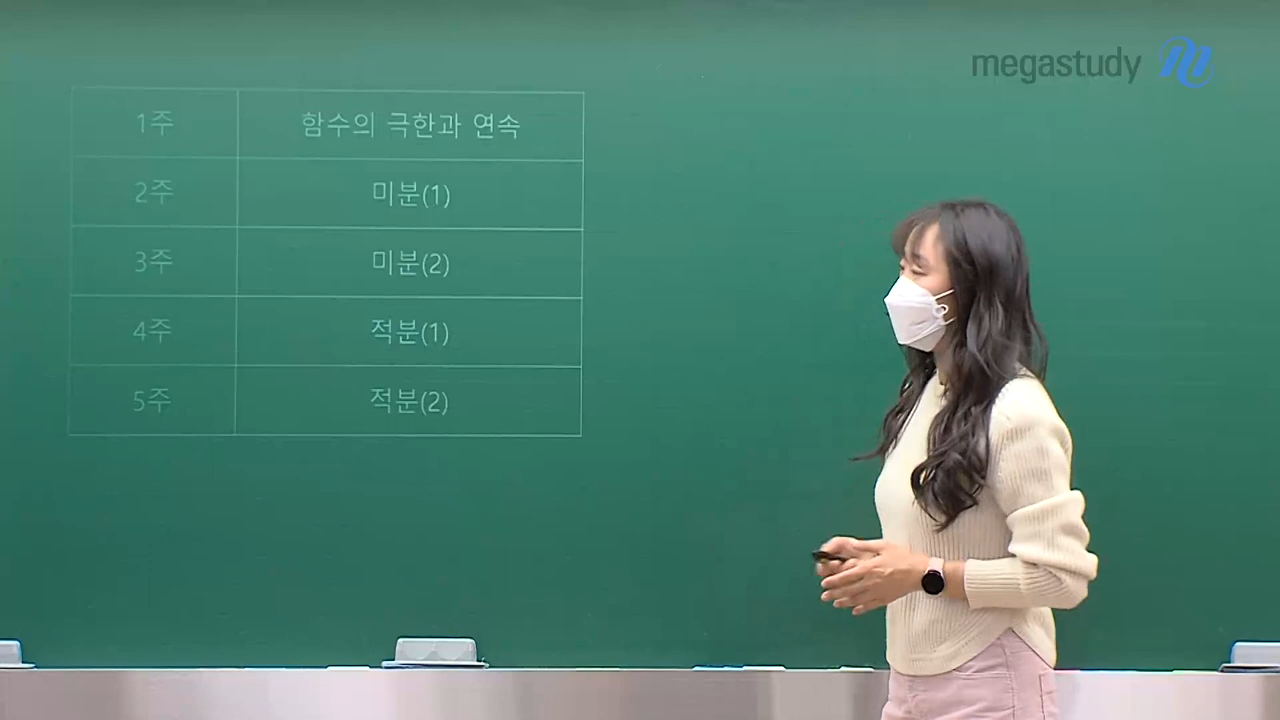 megastudy
1주 함수의 극한과 연속
2주 미분(1)
3주 미분(2)
4주 적분(1)
5주 적분(2)